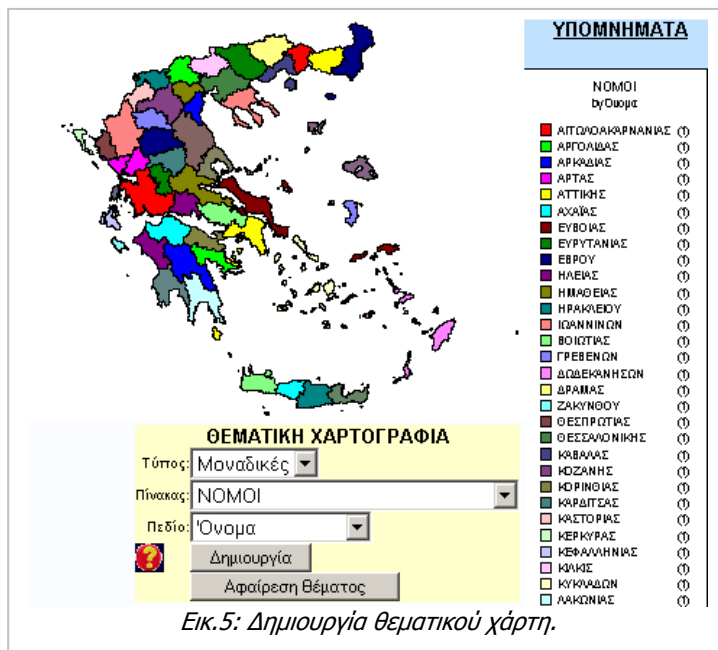 ΥΠΟΜΝΗΜΑΤΑ
ΝΟΜΟΙ
by Όνομα
ΑΙΤΩΛΟΑΚΑΡΝΑΝΙΑΣ (1)
ΑΡΓΟΛΙΔΑΣ (1)
ΑΡΚΑΔΙΑΣ (1)
ΑΡΤΑΣ (1)
ΑΤΤΙΚΗΣ (1)
ΑΧΑΪΑΣ (1)
ΕΥΒΟΙΑΣ (1)
ΕΥΡΥΤΑΝΙΑΣ (1)
ΕΒΡΟΥ (1)
ΗΛΕΙΑΣ (1)
ΗΜΑΘΕΙΑΣ (1)
ΗΡΑΚΛΕΙΟΥ (1)
ΙΩΑΝΝΙΝΩΝ (1)
ΒΟΙΩΤΙΑΣ (1)
ΓΡΕΒΕΝΩΝ (1)
ΔΩΔΕΚΑΝΗΣΩΝ (1)
ΔΡΑΜΑΣ (1)
ΖΑΚΥΝΘΟΥ (1)
ΘΕΣΠΡΩΤΙΑΣ (1)
ΘΕΣΣΑΛΟΝΙΚΗΣ (1)
ΚΑΒΑΛΑΣ (1)
ΚΟΖΑΝΗΣ (1)
ΚΟΡΙΝΘΙΑΣ (1)
ΚΑΡΔΙΤΣΑΣ (1)
ΚΑΣΤΟΡΙΑΣ (1)
ΚΕΡΚΥΡΑΣ (1)
ΚΕΦΑΛΛΗΝΙΑΣ (1)
ΚΙΛΚΙΣ (1)
ΚΥΚΛΑΔΩΝ (1)
ΛΑΚΩΝΙΑΣ (1)
ΘΕΜΑΤΙΚΗ ΧΑΡΤΟΓΡΑΦΙΑ
Τύπος: Μοναδικές
Πίνακας: ΝΟΜΟΙ
Πεδίο: Όνομα
? Δημιουργία
Αφαίρεση θέματος
Εικ.5: Δημιουργία θεματικού χάρτη.